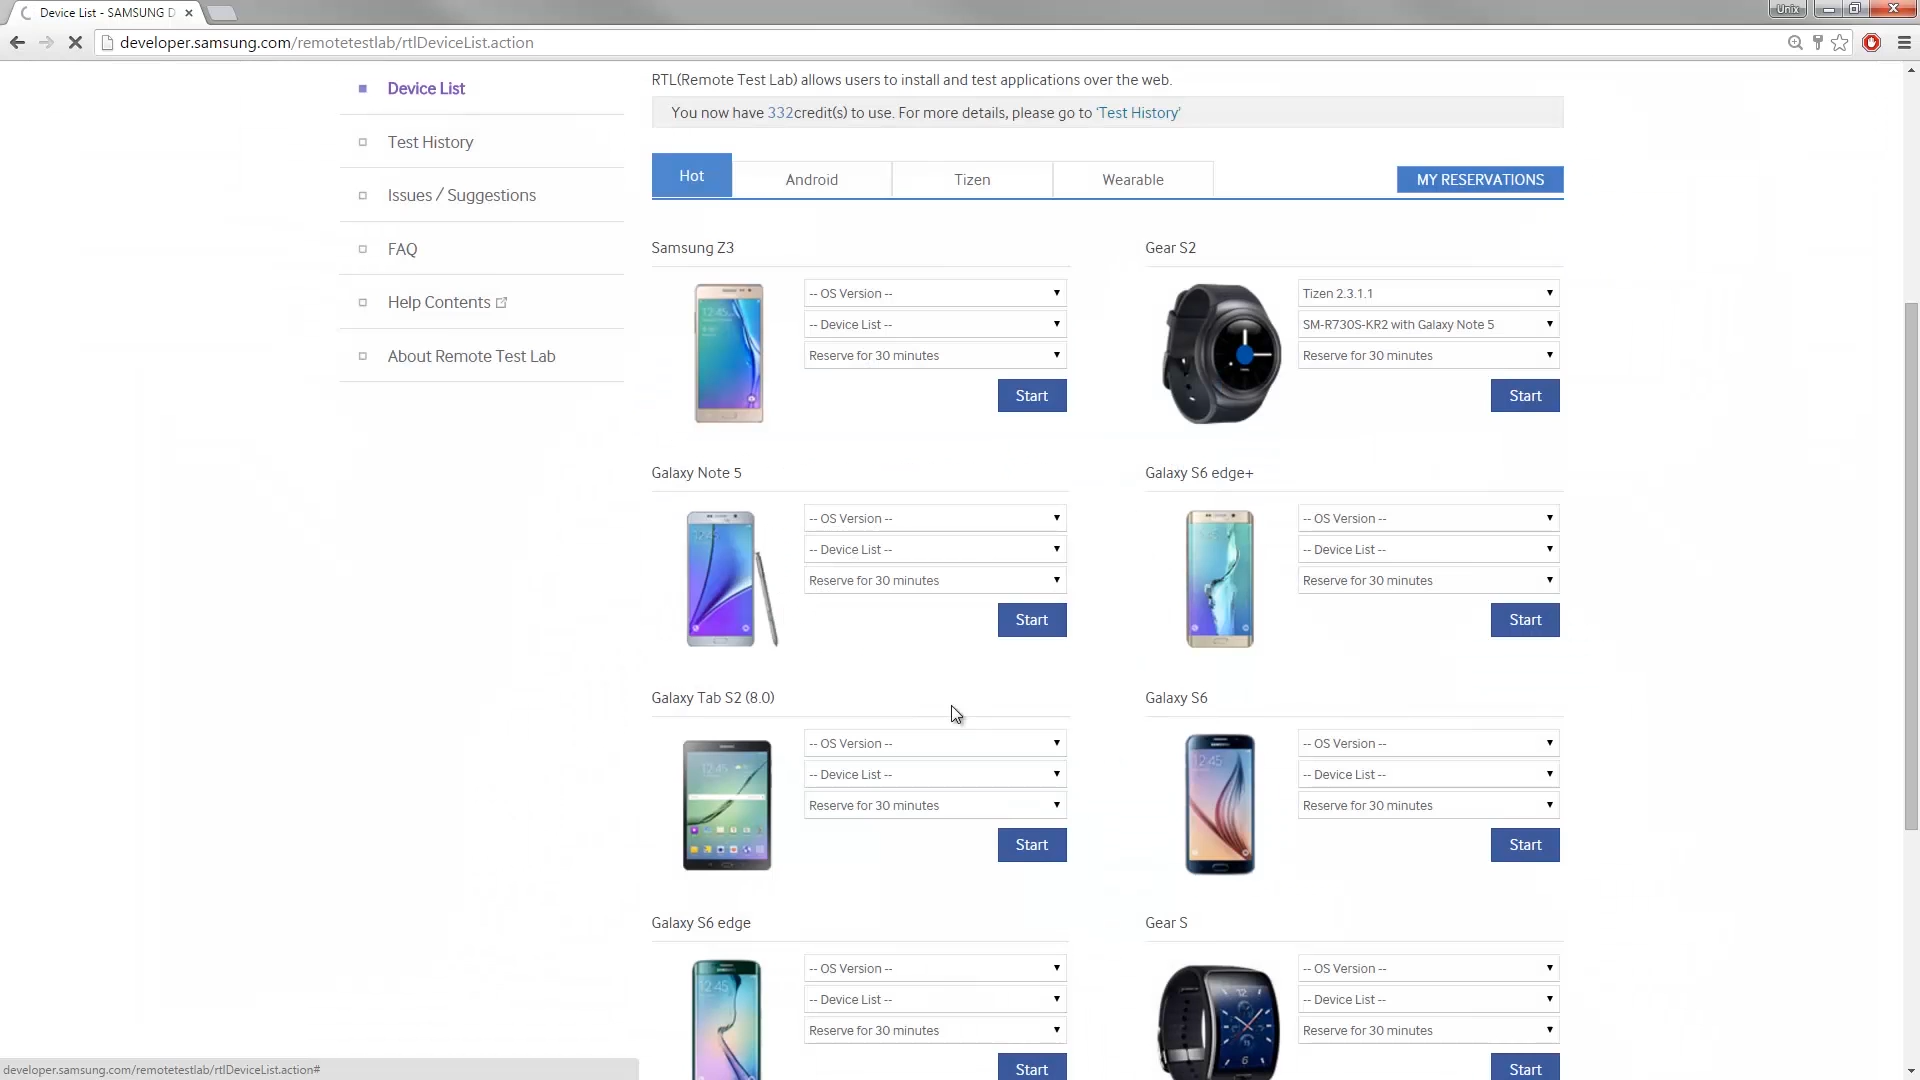 Device List - SAMSUNG D
Unix
developer.samsung.com/remotetestlab/rtlDeviceList.action
Device List
Test History
Issues / Suggestions
FAQ
Help Contents
About Remote Test Lab
RTL(Remote Test Lab) allows users to install and test applications over the web.
You now have 332credit(s) to use. For more details, please go to ‘Test History’
Hot
Android
Tizen
Wearable
MY RESERVATIONS
Samsung Z3
-- OS Version --
-- Device List --
Reserve for 30 minutes
Start
Gear S2
Tizen 2.3.1.1
SM-R730S-KR2 with Galaxy Note 5
Reserve for 30 minutes
Start
Galaxy Note 5
-- OS Version --
-- Device List --
Reserve for 30 minutes
Start
Galaxy S6 edge+
-- OS Version --
-- Device List --
Reserve for 30 minutes
Start
Galaxy Tab S2 (8.0)
-- OS Version --
-- Device List --
Reserve for 30 minutes
Start
Galaxy S6
-- OS Version --
-- Device List --
Reserve for 30 minutes
Start
Galaxy S6 edge
-- OS Version --
-- Device List --
Reserve for 30 minutes
Start
Gear S
-- OS Version --
-- Device List --
Reserve for 30 minutes
Start
developer.samsung.com/remotetestlab/rtlDeviceList.action#